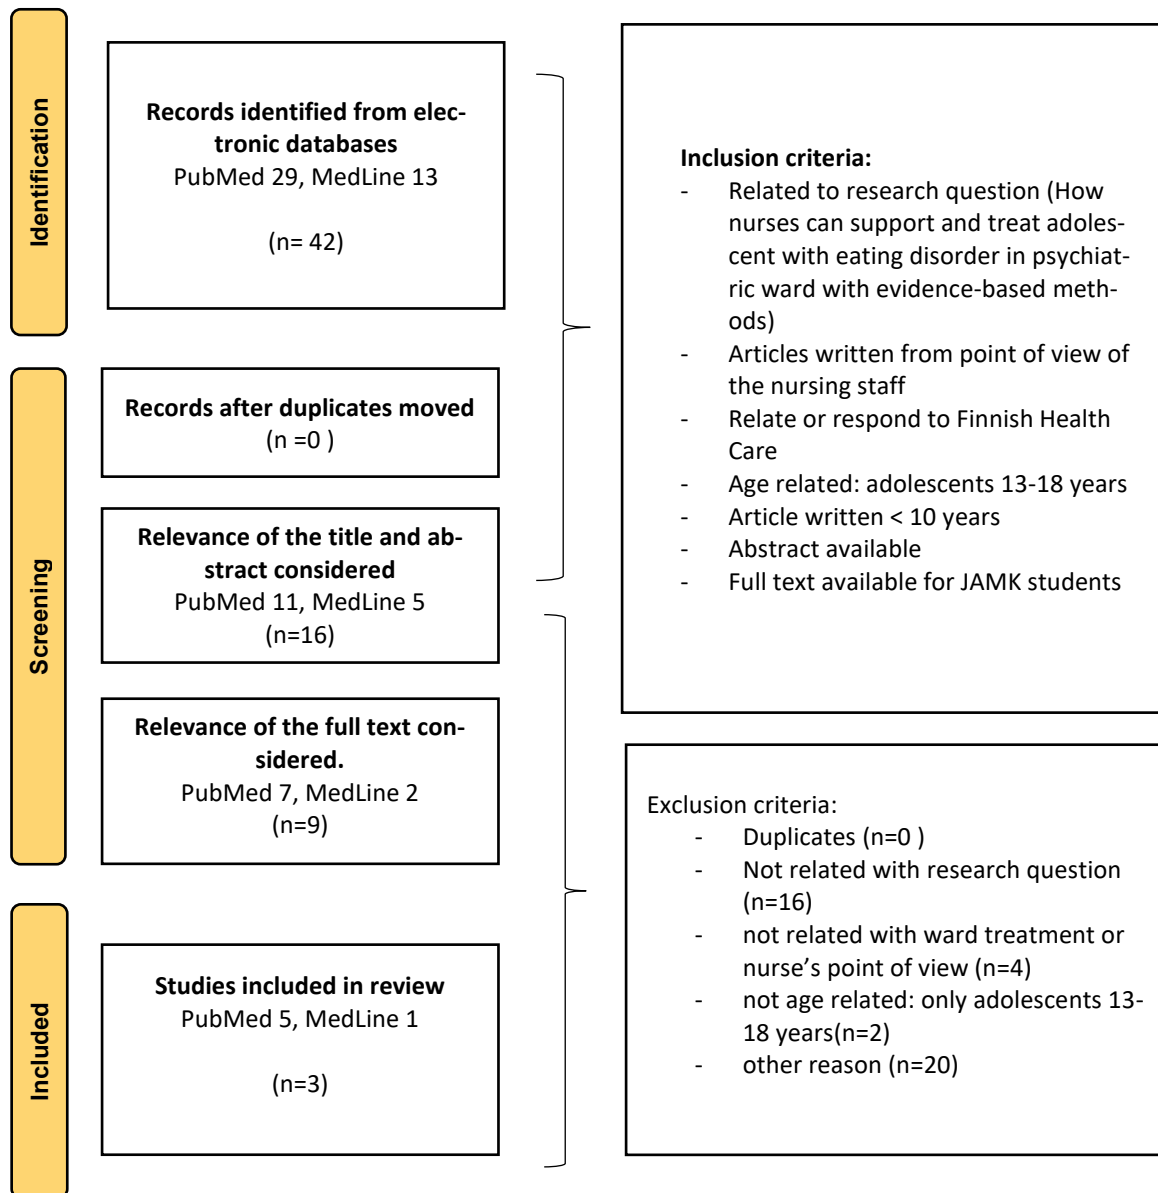 Identification
Records identified from elec-
tronic databases
PubMed 29, MedLine 13
(n= 42)
Screening
Records after duplicates moved
(n =0 )
Relevance of the title and ab-
stract considered
PubMed 11, MedLine 5
(n=16)
Relevance of the full text con-
sidered.
PubMed 7, MedLine 2
(n=9)
Included
Studies included in review
PubMed 5, MedLine 1
(n=3)
Inclusion criteria:
- Related to research question (How
nurses can support and treat adoles-
cent with eating disorder in psychiat-
ric ward with evidence-based meth-
ods)
- Articles written from point of view of
the nursing staff
- Relate or respond to Finnish Health
Care
- Age related: adolescents 13-18 years
- Article written < 10 years
- Abstract available
- Full text available for JAMK students
Exclusion criteria:
- Duplicates (n=0 )
- Not related with research question
(n=16)
- not related with ward treatment or
nurse’s point of view (n=4)
- not age related: only adolescents 13-
18 years(n=2)
- other reason (n=20)